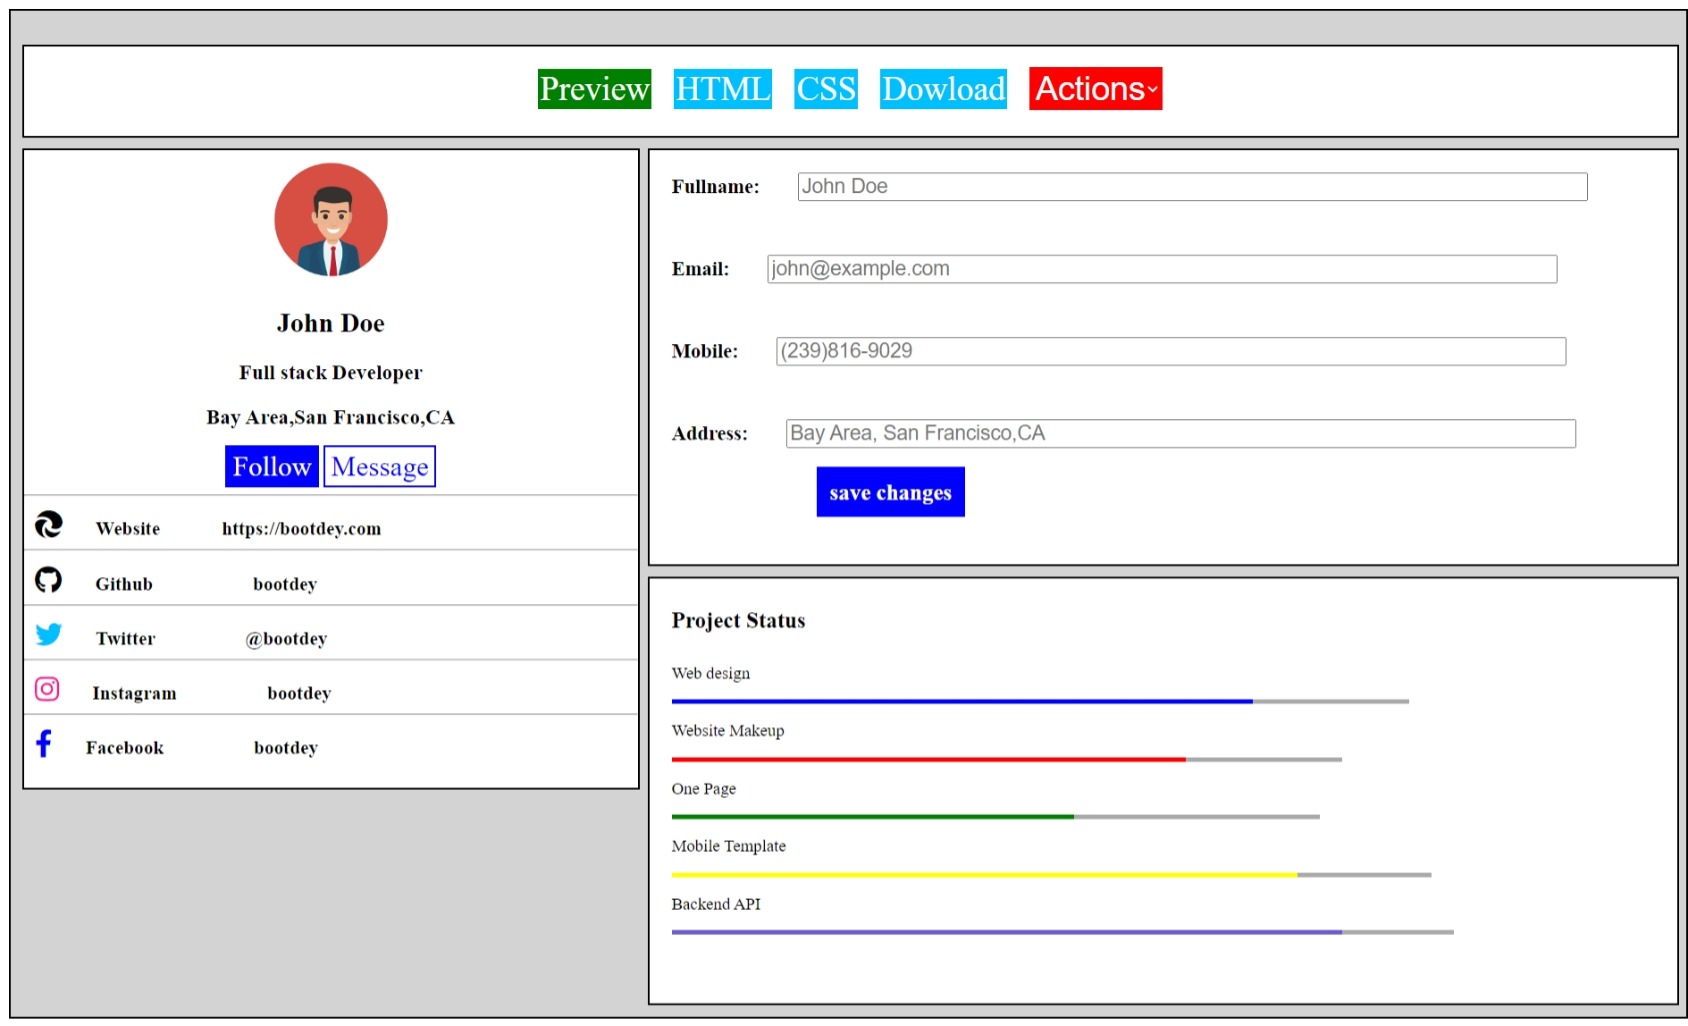 Preview HTML CSS Dowload Actions
John Doe
Full stack Developer
Bay Area,San Francisco,CA
Follow Message
Website https://bootdey.com
Github bootdey
Twitter @bootdey
Instagram bootdey
Facebook bootdey
Fullname: John Doe
Email: john@example.com
Mobile: (239)816-9029
Address: Bay Area, San Francisco,CA
save changes
Project Status
Web design
Website Makeup
One Page
Mobile Template
Backend API